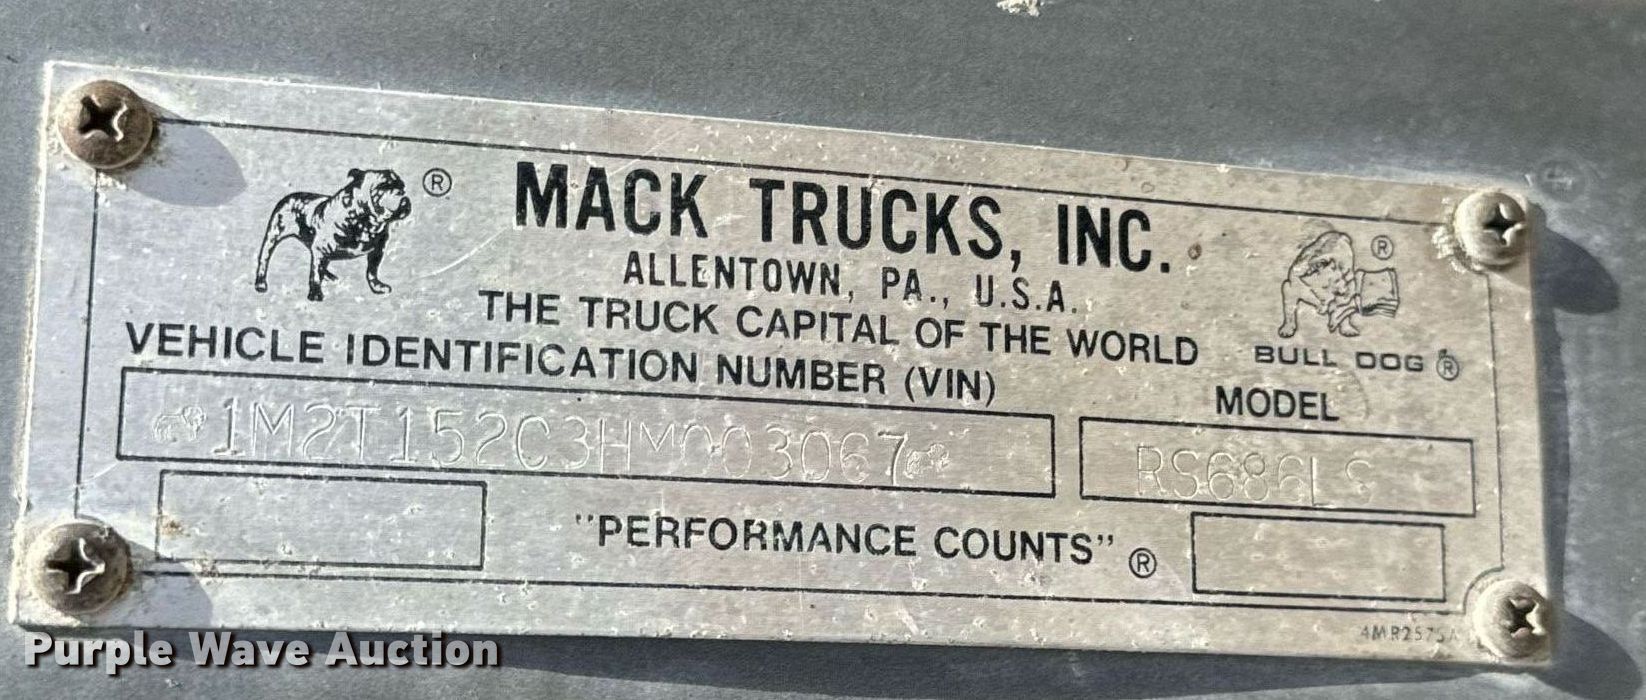 ®
MACK TRUCKS, INC.
ALLENTOWN, PA., U.S.A.
THE TRUCK CAPITAL OF THE WORLD
®
BULL DOG ®
VEHICLE IDENTIFICATION NUMBER (VIN)
MODEL
1M2T152C3HM003067
RS686LS
"PERFORMANCE COUNTS" ®
4MR2575A
Purple Wave Auction